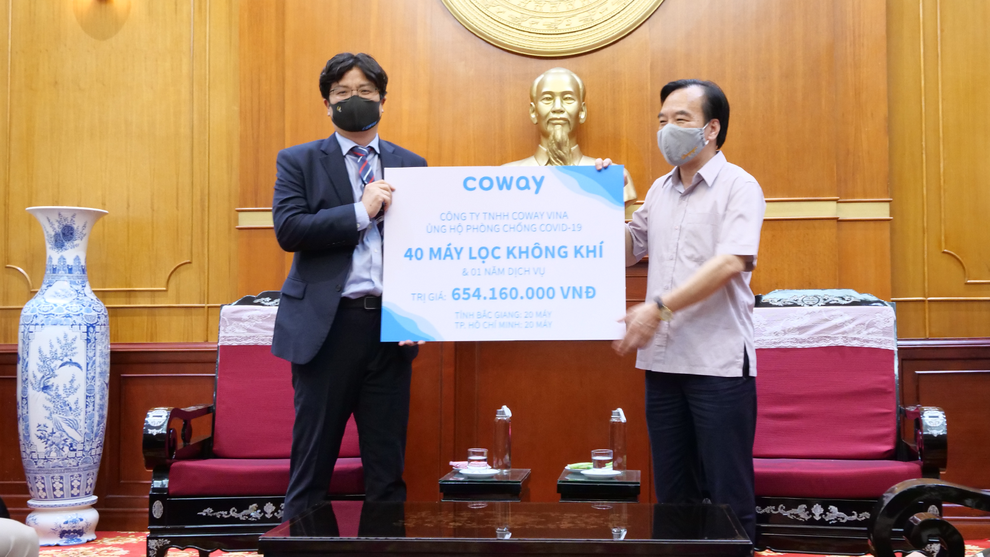 coway
CÔNG TY TNHH COWAY VINA
ỦNG HỘ PHÒNG CHỐNG COVID-19
40 MÁY LỌC KHÔNG KHÍ
& 01 NĂM DỊCH VỤ
TRỊ GIÁ: 654.160.000 VNĐ
TỈNH BẮC GIANG: 20 MÁY
TP. HỒ CHÍ MINH: 20 MÁY